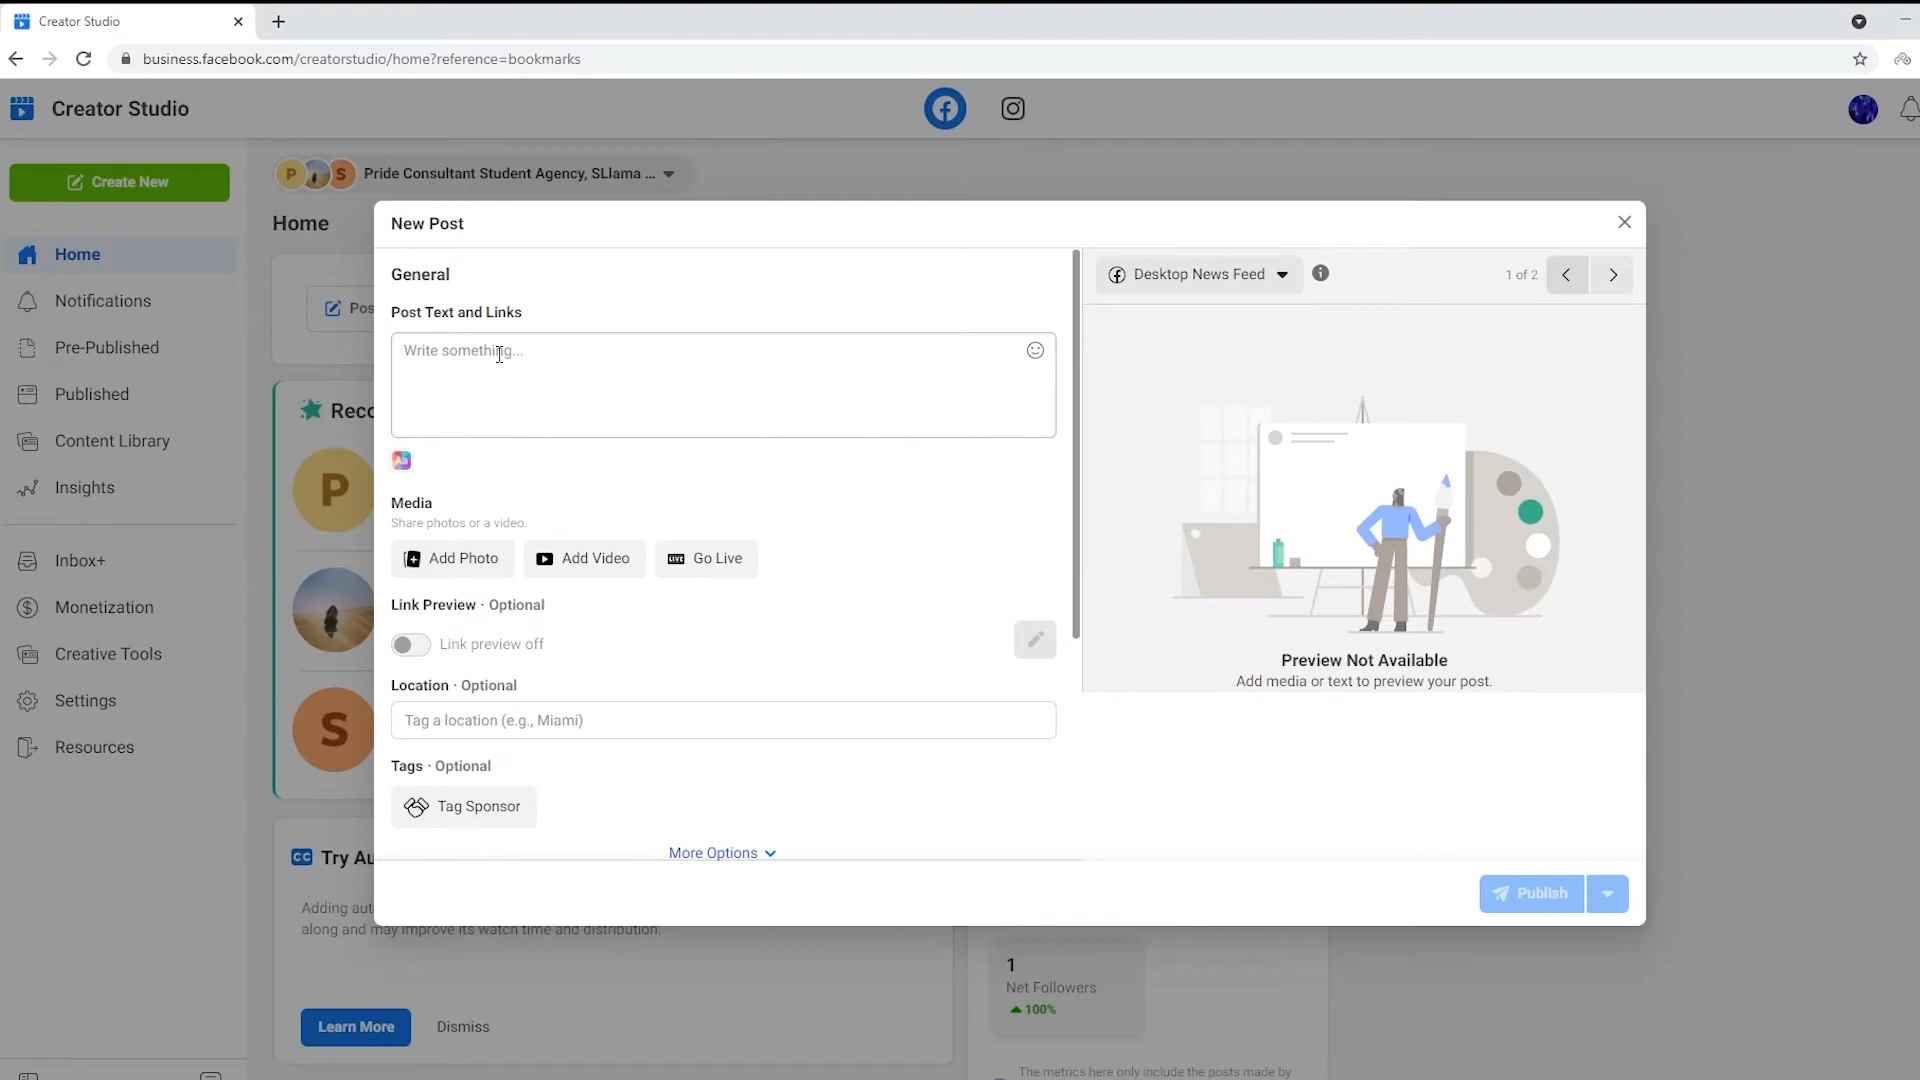 Creator Studio
business.facebook.com/creatorstudio/home?reference=bookmarks
Creator Studio
Create New
P S Pride Consultant Student Agency, SLlama ...
Home
New Post
General
Desktop News Feed
1 of 2
Home
Notifications
Pre-Published
Published
Content Library
Insights
Inbox+
Monetization
Creative Tools
Settings
Resources
Pos
Post Text and Links
Write something...
Reco
P
S
Media
Share photos or a video.
Add Photo
Add Video
LIVE Go Live
Link Preview · Optional
Link preview off
Location · Optional
Tag a location (e.g., Miami)
Tags · Optional
Tag Sponsor
More Options
Preview Not Available
Add media or text to preview your post.
Publish
CC Try Au
Adding aut
along and may improve its watch time and distribution.
Learn More
Dismiss
1
Net Followers
100%
The metrics here only include the posts made by